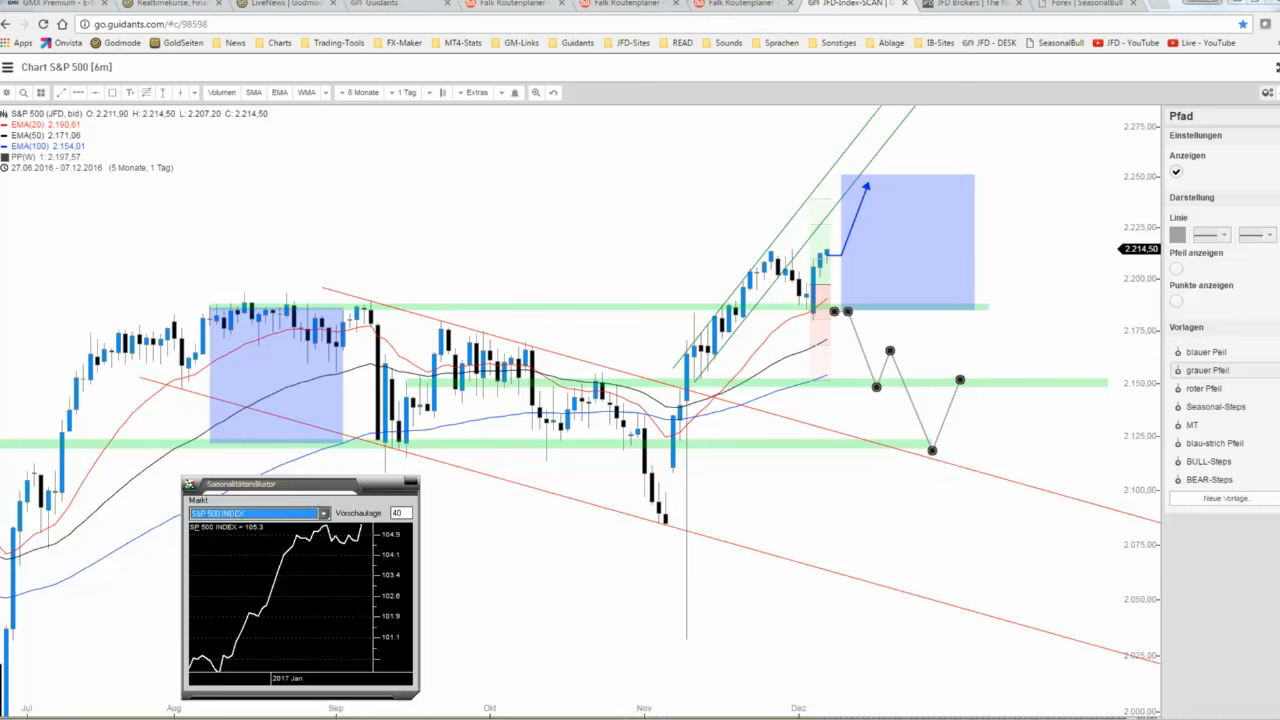 GMX Premium - E-
Realtimekurse, Finan
LiveNews | Godmod
Guidants
Falk Routenplaner -
Falk Routenplaner -
Falk Routenplaner -
JFD-Index-SCAN | G
JFD Brokers | The N
Forex | SeasonalBull
go.guidants.com/#c/98598
Apps
Onvista
Godmode
GoldSeiten
News
Charts
Trading-Tools
FX-Maker
MT4-Stats
GM-Links
Guidants
JFD-Sites
READ
Sounds
Sprachen
Sonstiges
Ablage
IB-Sites
JFD - DESK
SeasonalBull
JFD - YouTube
Live - YouTube
Chart S&P 500 [6m]
Volumen
SMA
EMA
WMA
6 Monate
1 Tag
Extras
S&P 500 (JFD, bid) O: 2.211,90 H: 2.214,50 L: 2.207,20 C: 2.214,50
EMA(20) 2.190,61
EMA(50) 2.171,06
EMA(100) 2.154,01
PP(W) 1: 2.197,57
27.06.2016 - 07.12.2016 (5 Monate, 1 Tag)
2.275,00
2.250,00
2.225,00
2.214,50
2.200,00
2.175,00
2.150,00
2.125,00
2.100,00
2.075,00
2.050,00
2.025,00
2.000,00
Jul
Aug
Sep
Okt
Nov
Dez
Saisonalitätsindikator
Markt
S&P 500 INDEX
Vorschautage
40
SP 500 INDEX = 105.3
104.9
104.1
103.4
102.6
101.9
101.1
2017 Jan
Pfad
Einstellungen
Anzeigen
Darstellung
Linie
Pfeil anzeigen
Punkte anzeigen
Vorlagen
blauer Peil
grauer Pfeil
roter Pfeil
Seasonal-Steps
MT
blau-strich Pfeil
BULL-Steps
BEAR-Steps
Neue Vorlage...